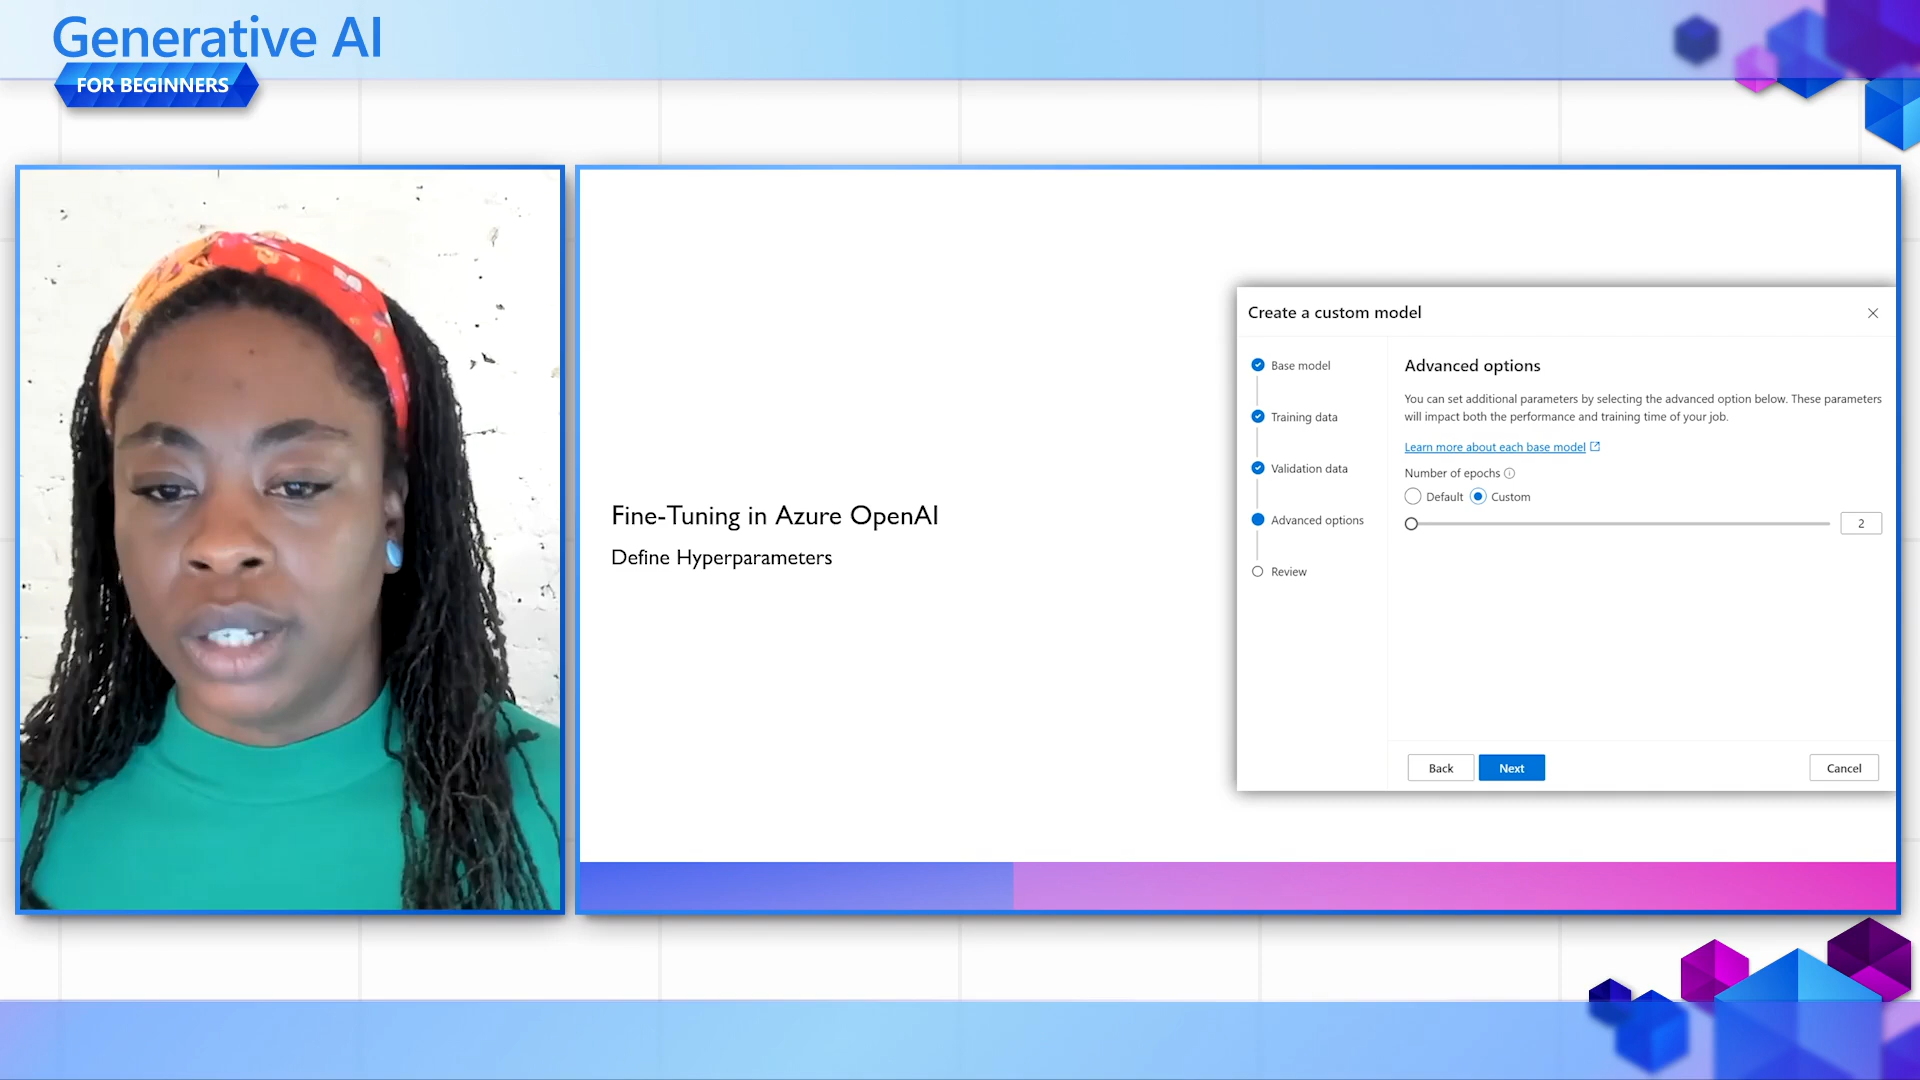 Generative AI
FOR BEGINNERS
Fine-Tuning in Azure OpenAI
Define Hyperparameters
Create a custom model
Base model
Training data
Validation data
Advanced options
Review
Advanced options
You can set additional parameters by selecting the advanced option below. These parameters
will impact both the performance and training time of your job.
Learn more about each base model
Number of epochs
Default Custom
2
Back Next Cancel